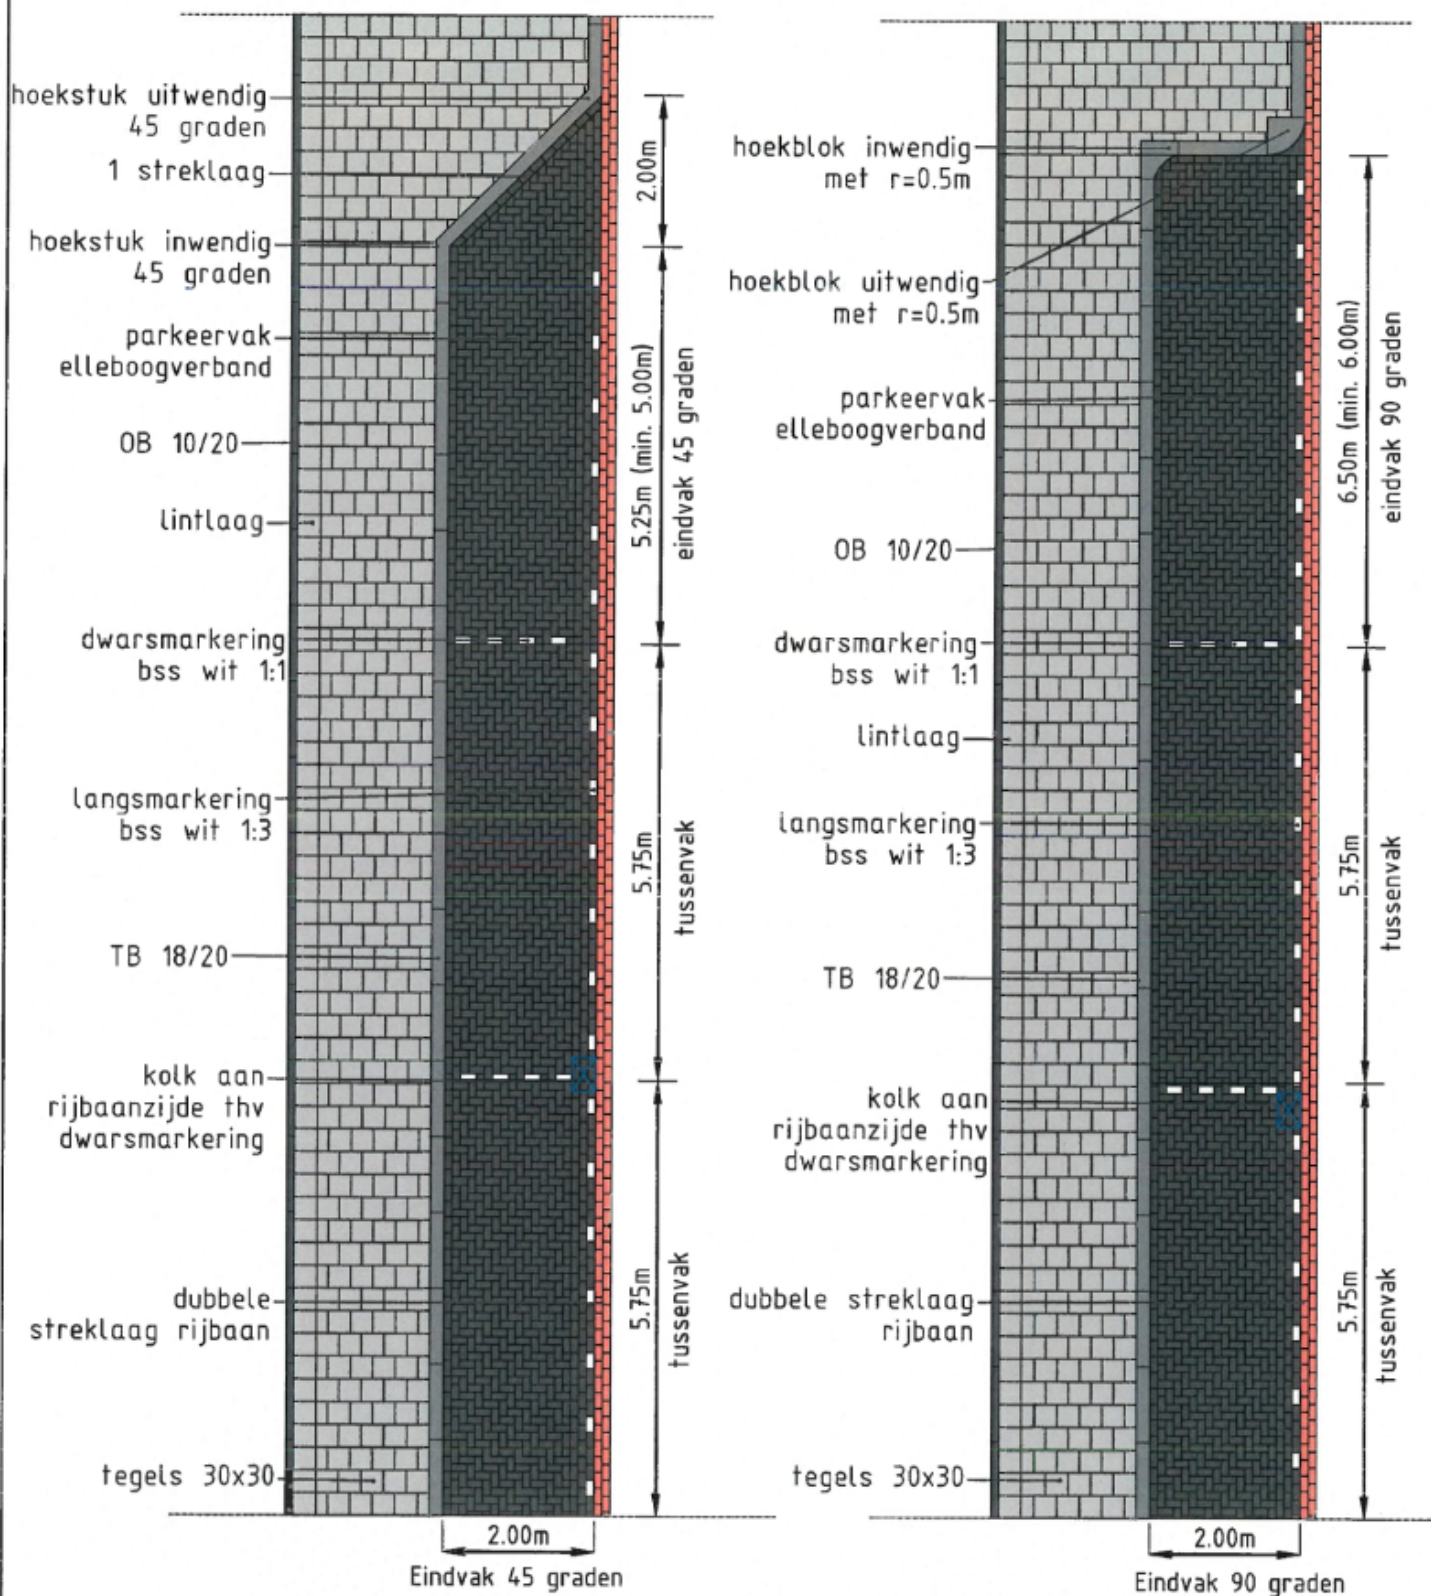 hoekstuk uitwendig
45 graden
1 streklaag
hoekstuk inwendig
45 graden
parkeervak
elleboogverband
OB 10/20
lintlaag
dwarsmarkering
bss wit 1:1
langsmarkering
bss wit 1:3
TB 18/20
kolk aan
rijbaanzijde thv
dwarsmarkering
dubbele
streklaag rijbaan
tegels 30x30
2.00m
5.25m (min. 5.00m)
eindvak 45 graden
5.75m
tussenvak
5.75m
tussenvak
2.00m
Eindvak 45 graden
hoekblok inwendig
met r=0.5m
hoekblok uitwendig
met r=0.5m
parkeervak
elleboogverband
OB 10/20
dwarsmarkering
bss wit 1:1
lintlaag
langsmarkering
bss wit 1:3
TB 18/20
kolk aan
rijbaanzijde thv
dwarsmarkering
dubbele streklaag
rijbaan
tegels 30x30
6.50m (min. 6.00m)
eindvak 90 graden
5.75m
tussenvak
5.75m
tussenvak
2.00m
Eindvak 90 graden